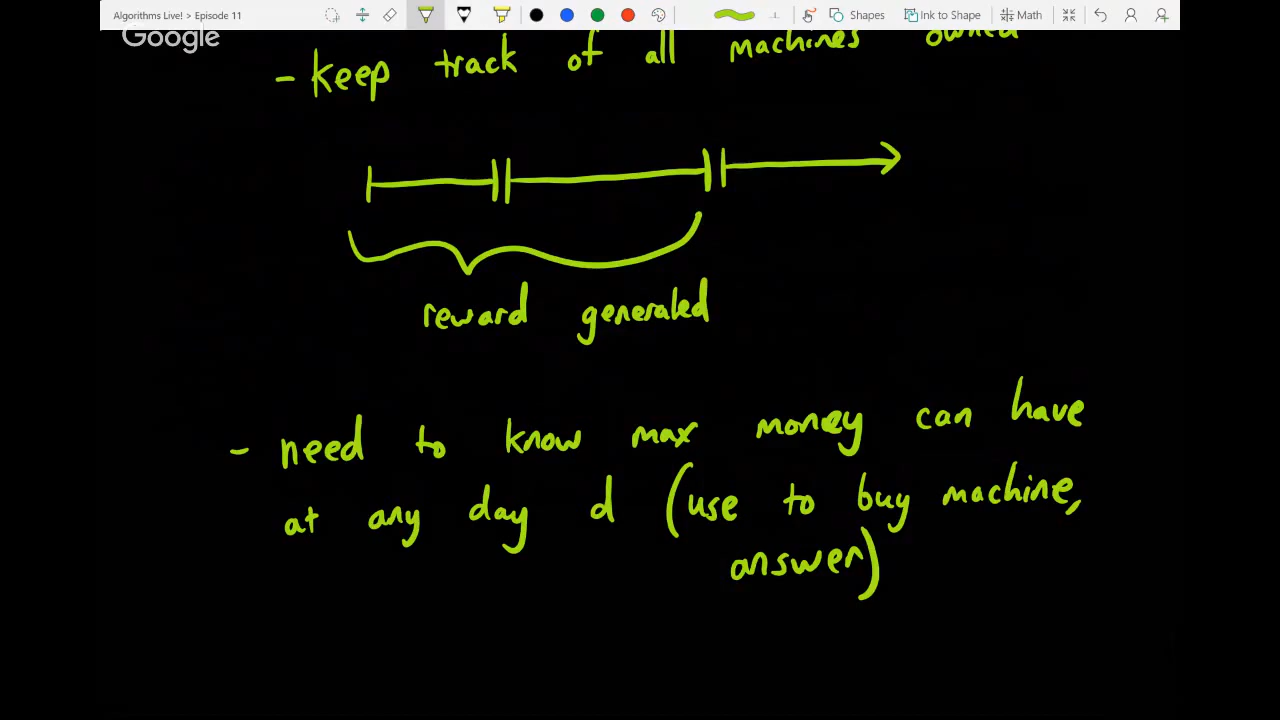 Algorithms Live! > Episode 11
Shapes
Ink to Shape
Math
Google
- keep track of all machines owned
reward generated
- need to know max money can have
at any day d (use to buy machine,
answer)